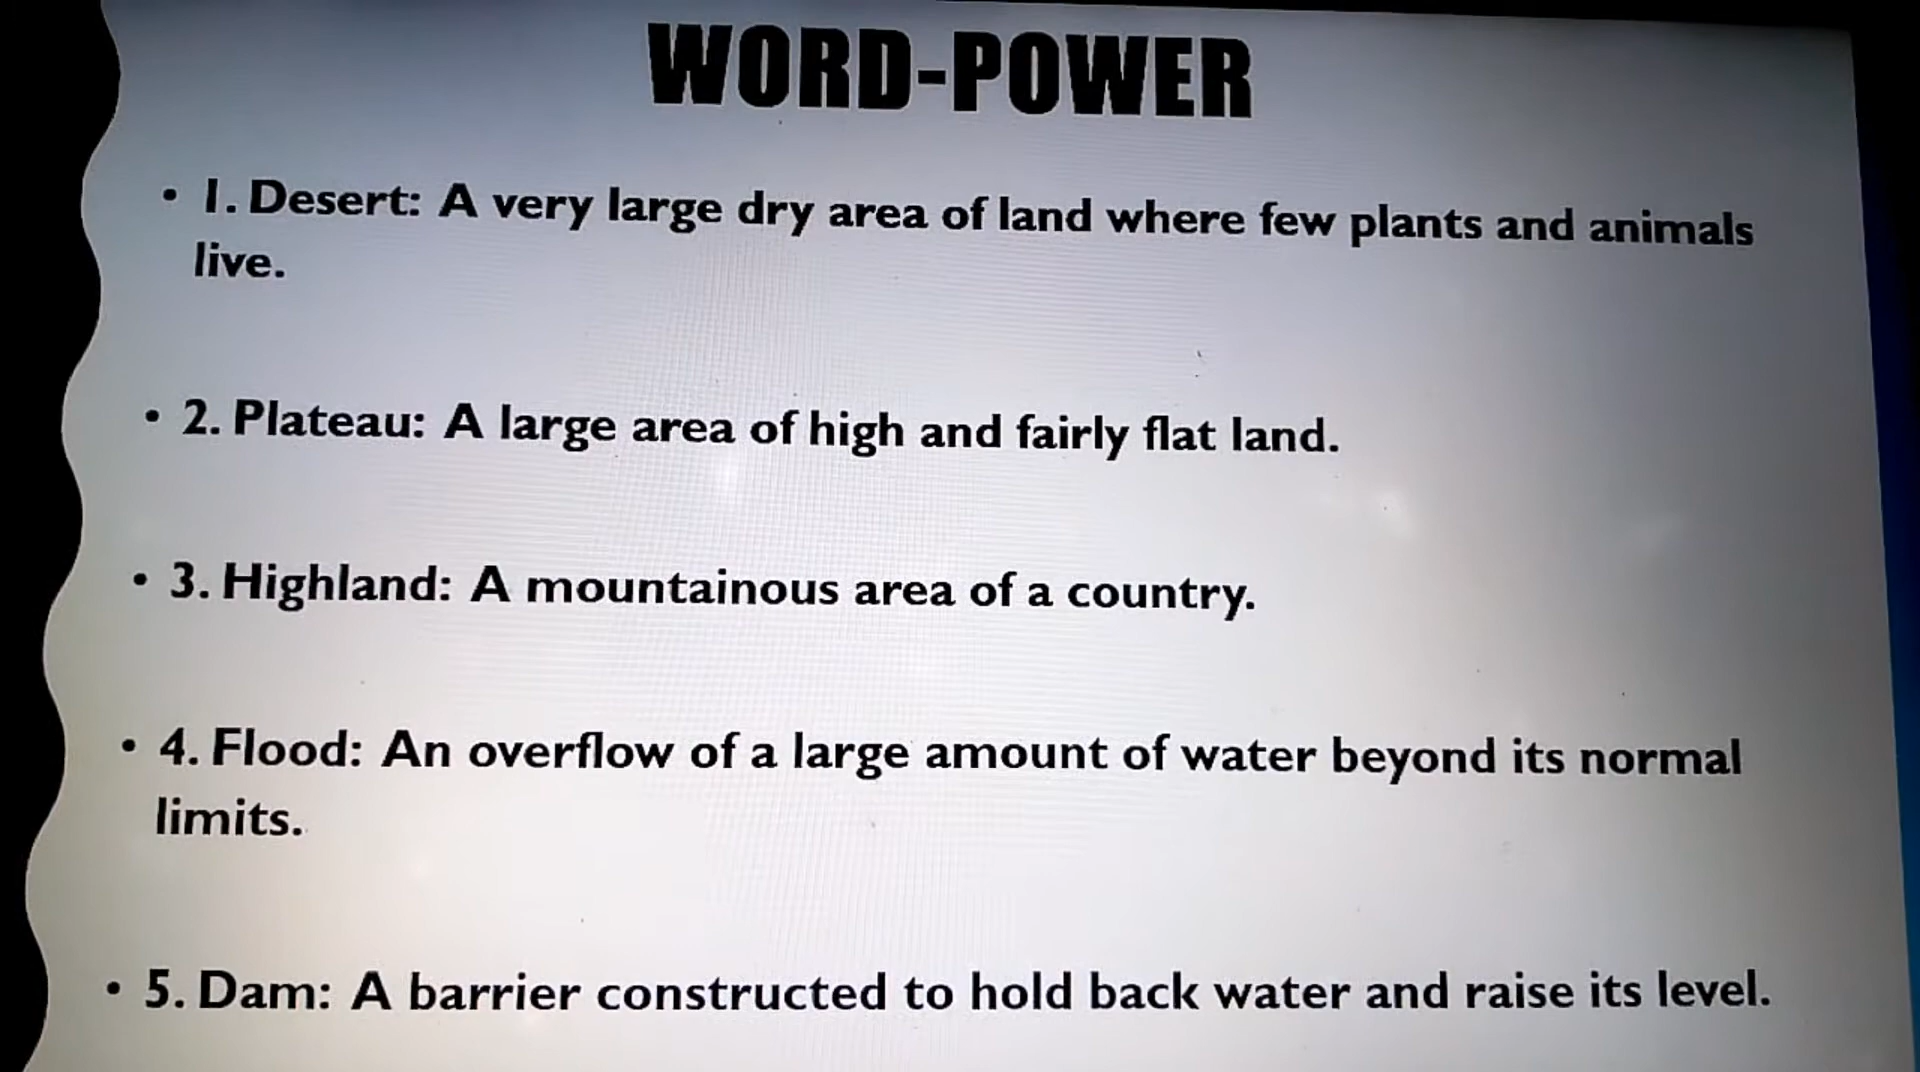 WORD-POWER
• 1. Desert: A very large dry area of land where few plants and animals
live.
• 2. Plateau: A large area of high and fairly flat land.
• 3. Highland: A mountainous area of a country.
• 4. Flood: An overflow of a large amount of water beyond its normal
limits.
• 5. Dam: A barrier constructed to hold back water and raise its level.